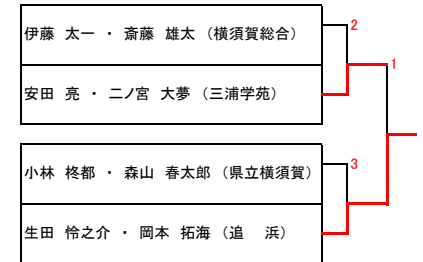 伊藤 太一 ・ 斎藤 雄太 （横須賀総合）
2
1
安田 亮 ・ 二ノ宮 大夢 （三浦学苑）
小林 柊都 ・ 森山 春太郎 （県立横須賀）
3
生田 怜之介 ・ 岡本 拓海 （追 浜）